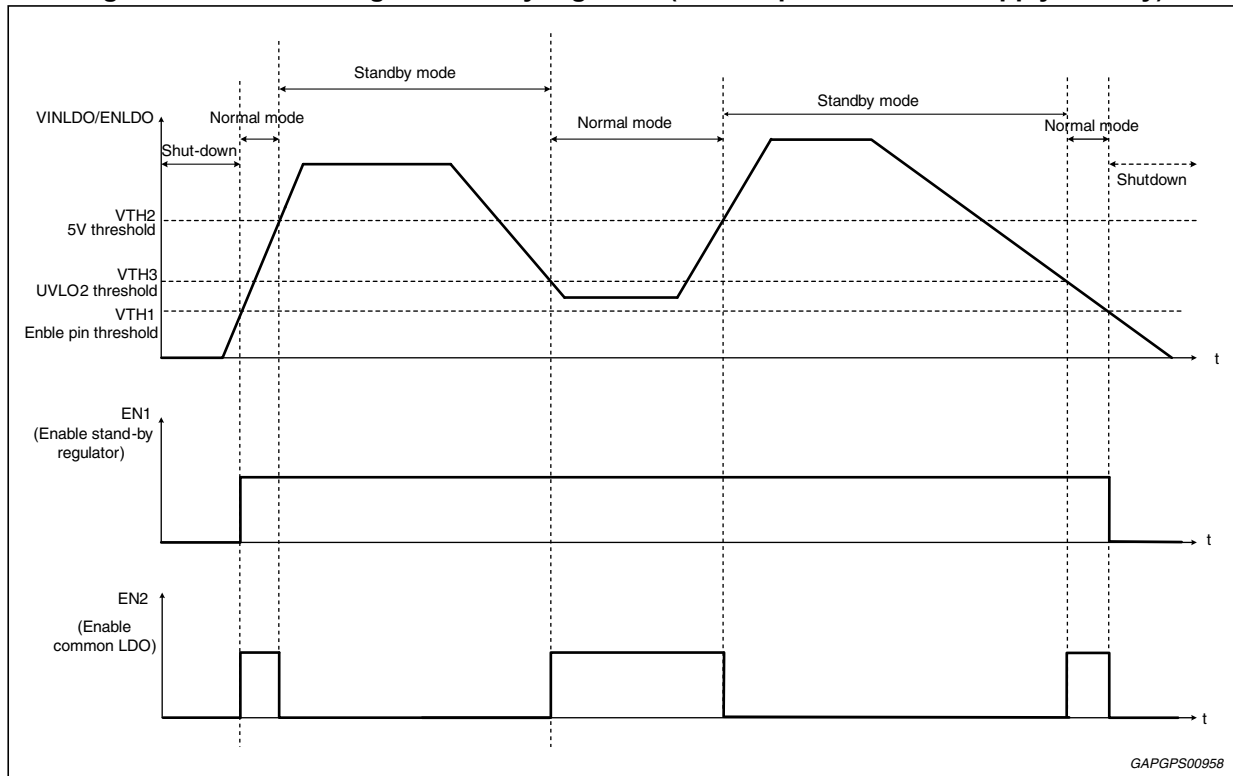 Standby mode
Standby mode
VINLDO/ENLDO
Normal mode
Normal mode
Normal mode
Shut-down
Shutdown
VTH2
5V threshold
VTH3
UVLO2 threshold
VTH1
Enble pin threshold
t
EN1
(Enable stand-by
regulator)
t
EN2
(Enable
common LDO)
t
GAPGPS00958